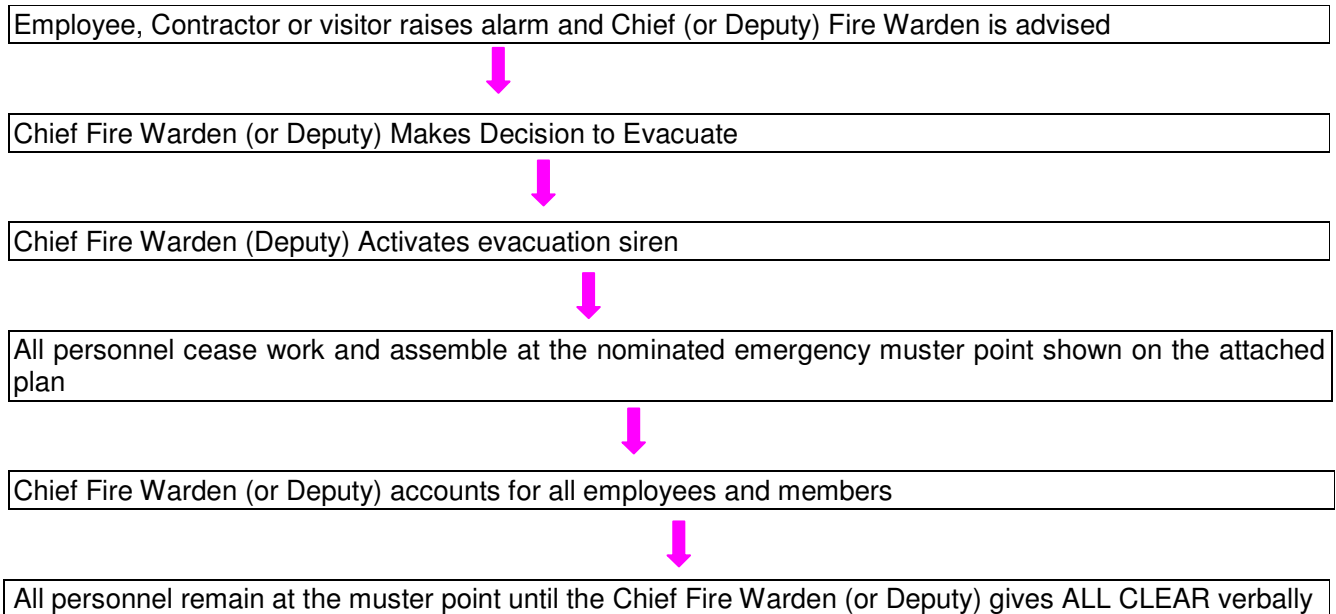 Employee, Contractor or visitor raises alarm and Chief (or Deputy) Fire Warden is advised
Chief Fire Warden (or Deputy) Makes Decision to Evacuate
Chief Fire Warden (Deputy) Activates evacuation siren
All personnel cease work and assemble at the nominated emergency muster point shown on the attached
plan
Chief Fire Warden (or Deputy) accounts for all employees and members
All personnel remain at the muster point until the Chief Fire Warden (or Deputy) gives ALL CLEAR verbally